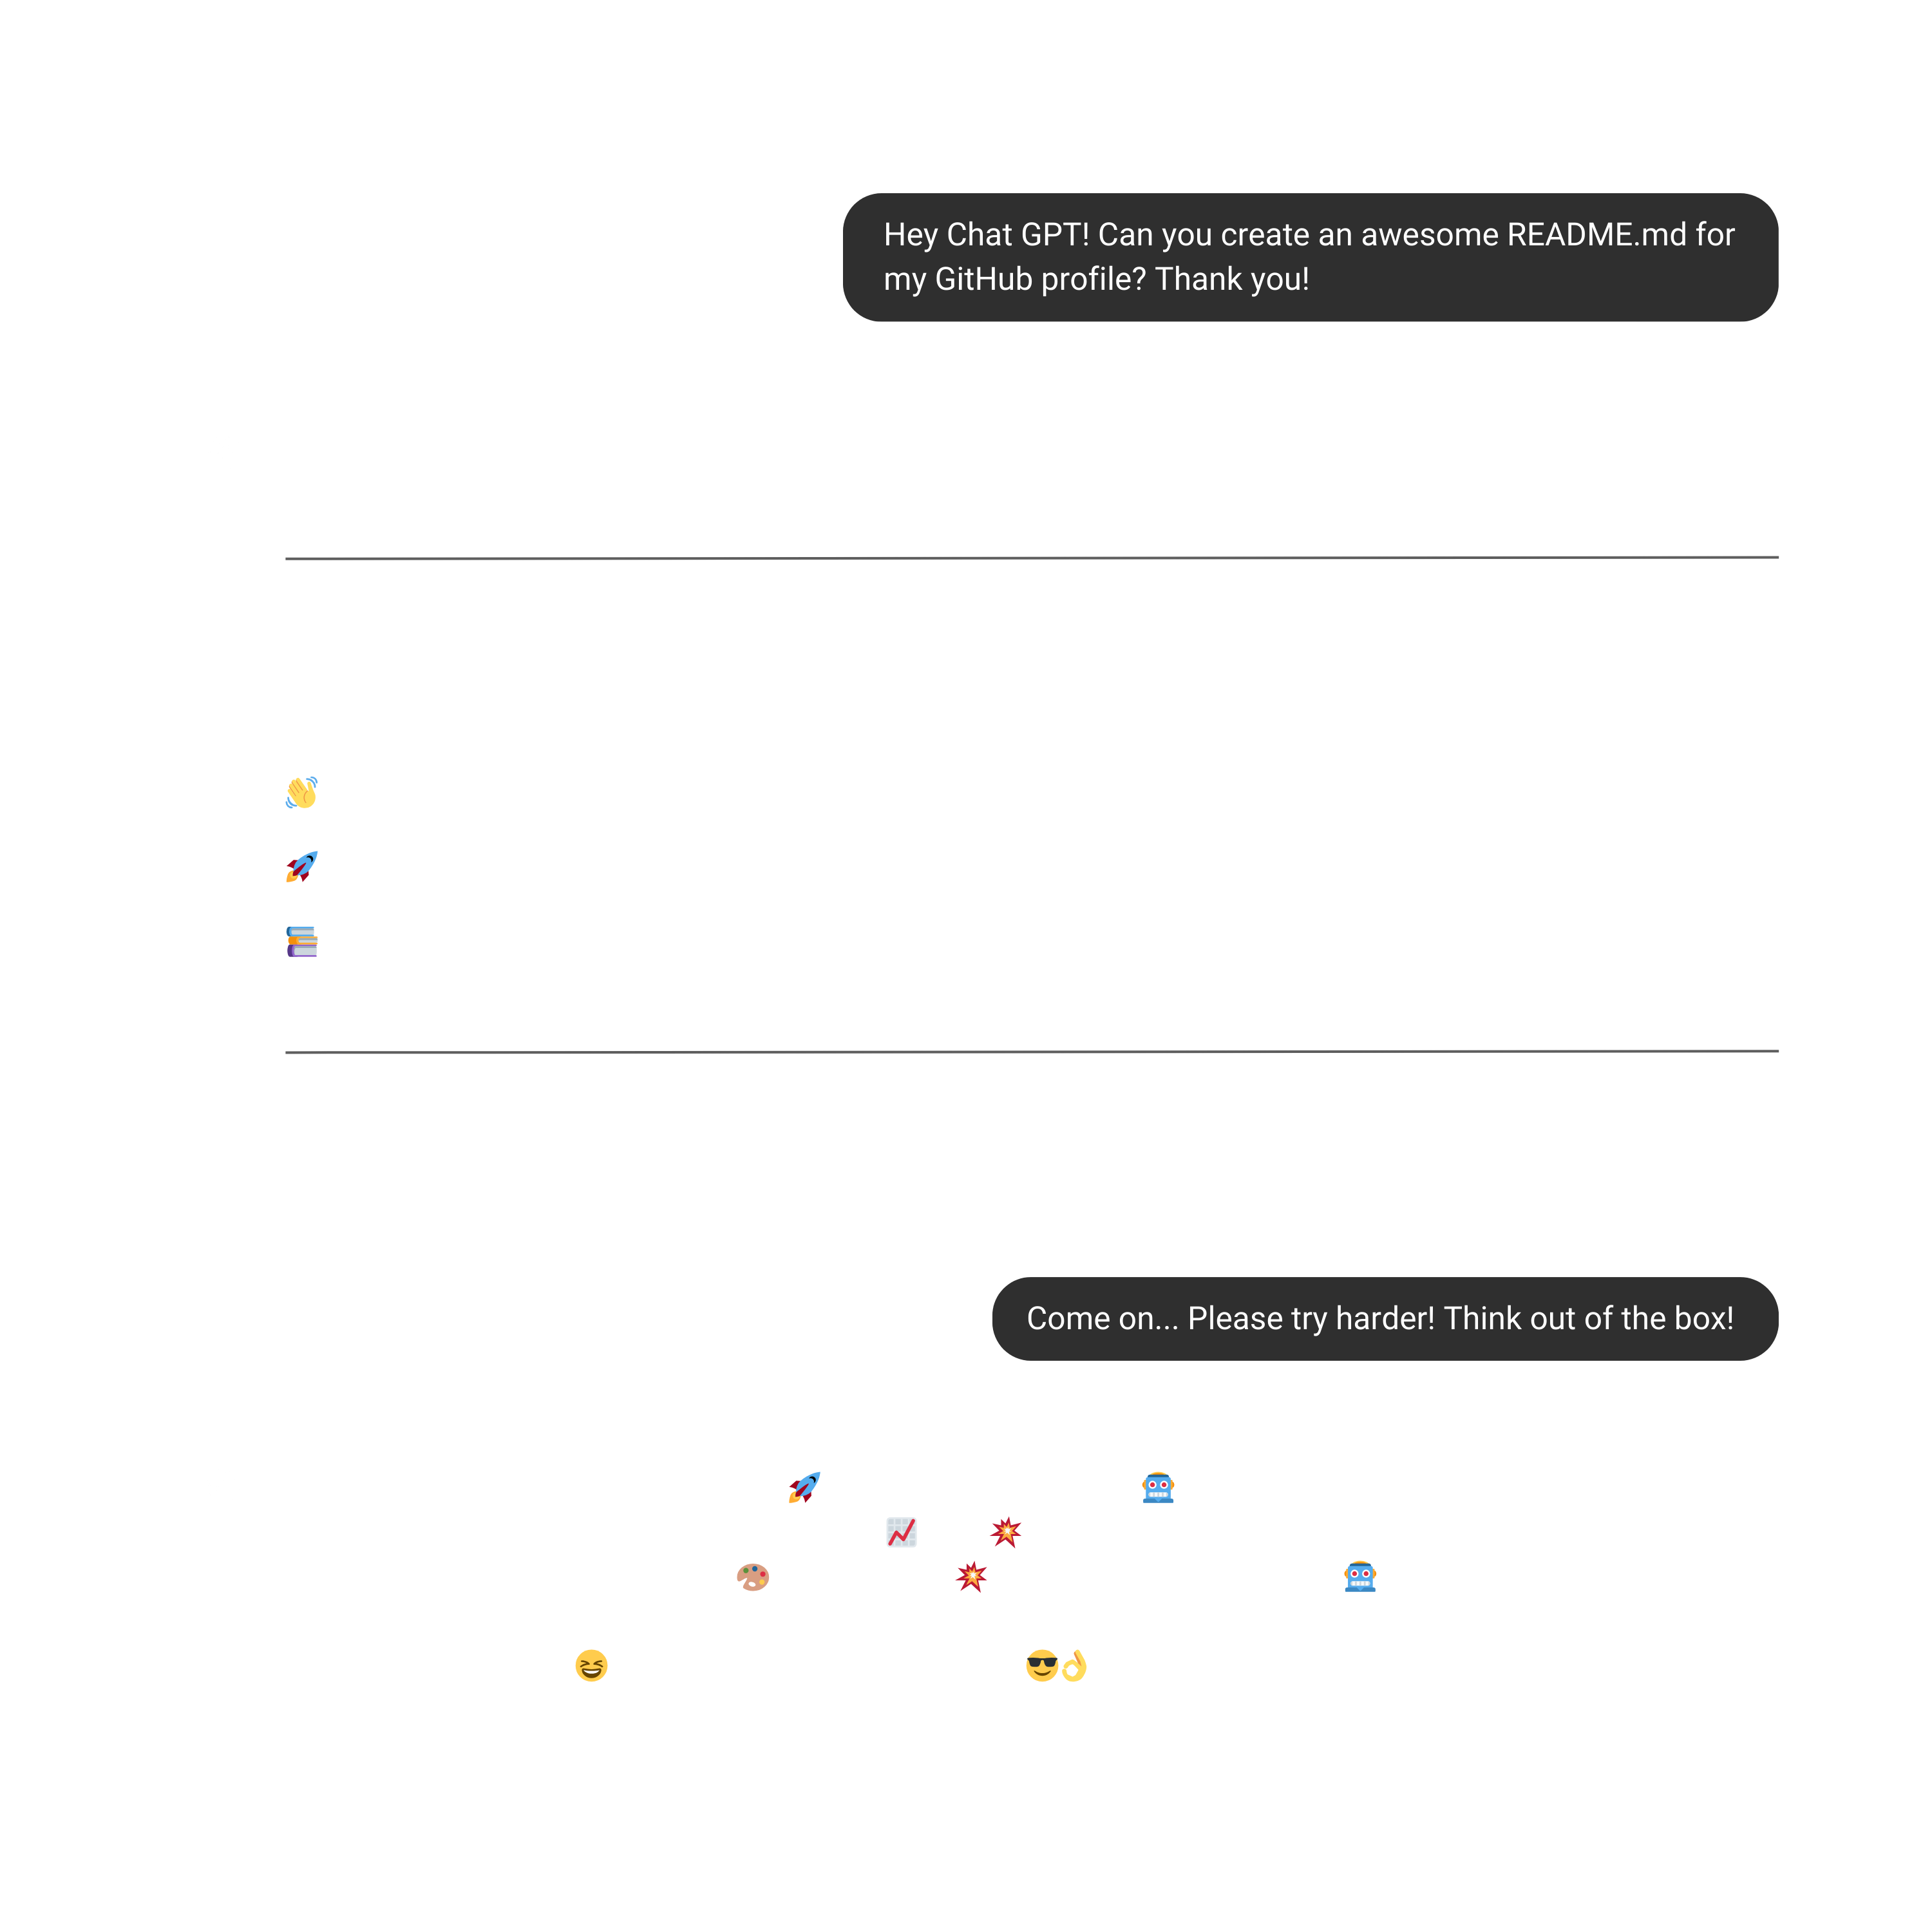 Hey Chat GPT! Can you create an awesome README.md for
my GitHub profile? Thank you!
👋
🚀
📚
Come on... Please try harder! Think out of the box!
🚀 🤖
📈 💥
🎨 💥 🤖
😆 😎👌